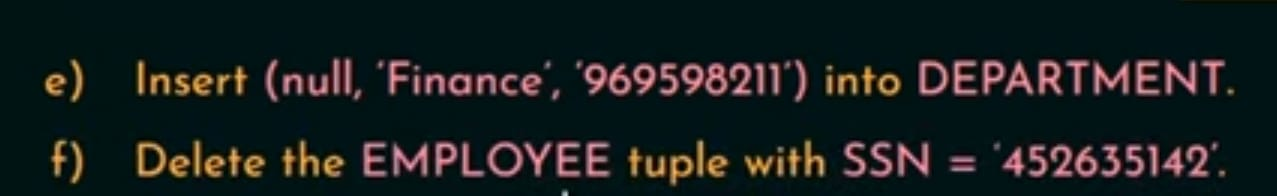 e) Insert (null, 'Finance', '969598211') into DEPARTMENT.
f) Delete the EMPLOYEE tuple with SSN = '452635142'.